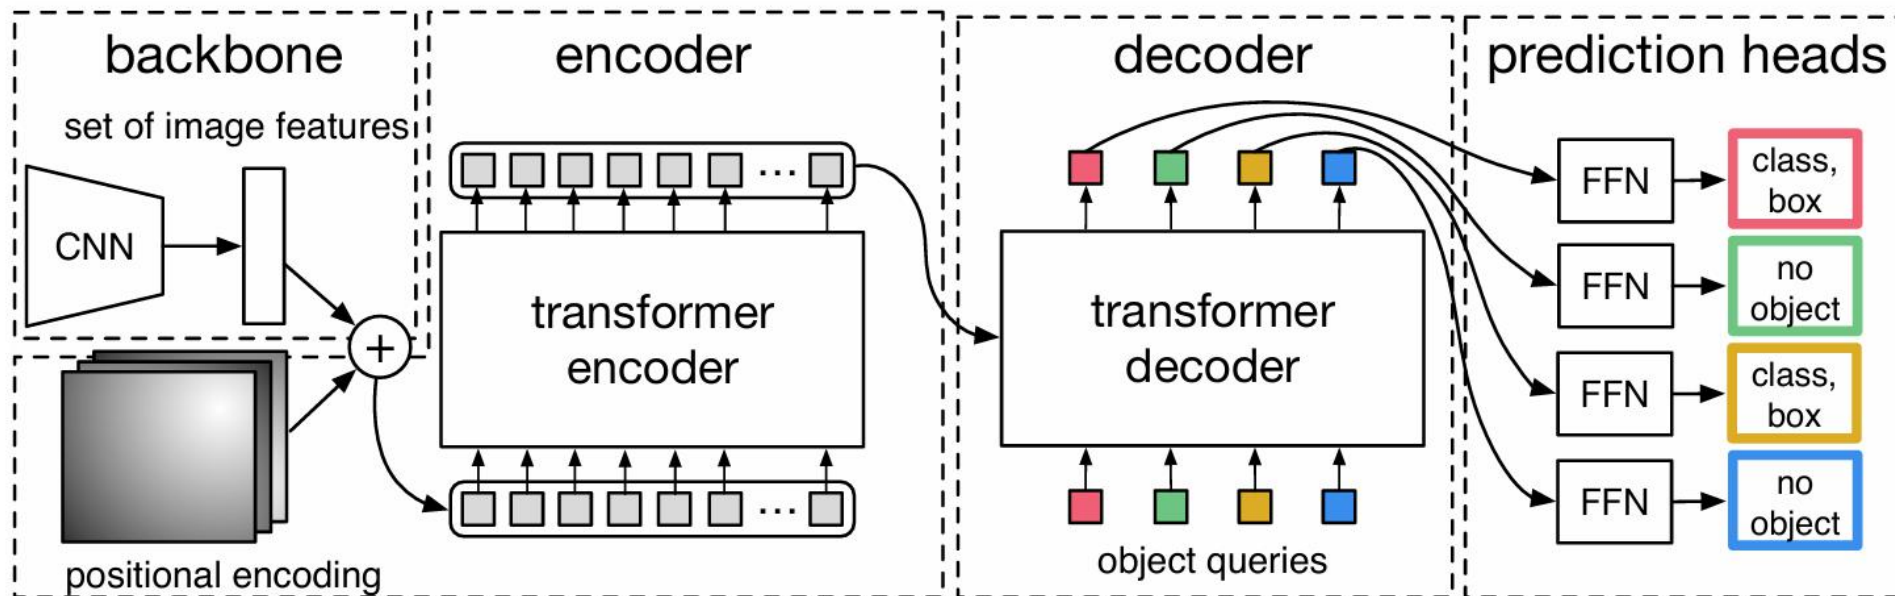 backbone
set of image features
CNN
+
positional encoding
encoder
...
transformer
encoder
...
decoder
transformer
decoder
object queries
prediction heads
FFN
class,
box
FFN
no
object
FFN
class,
box
FFN
no
object